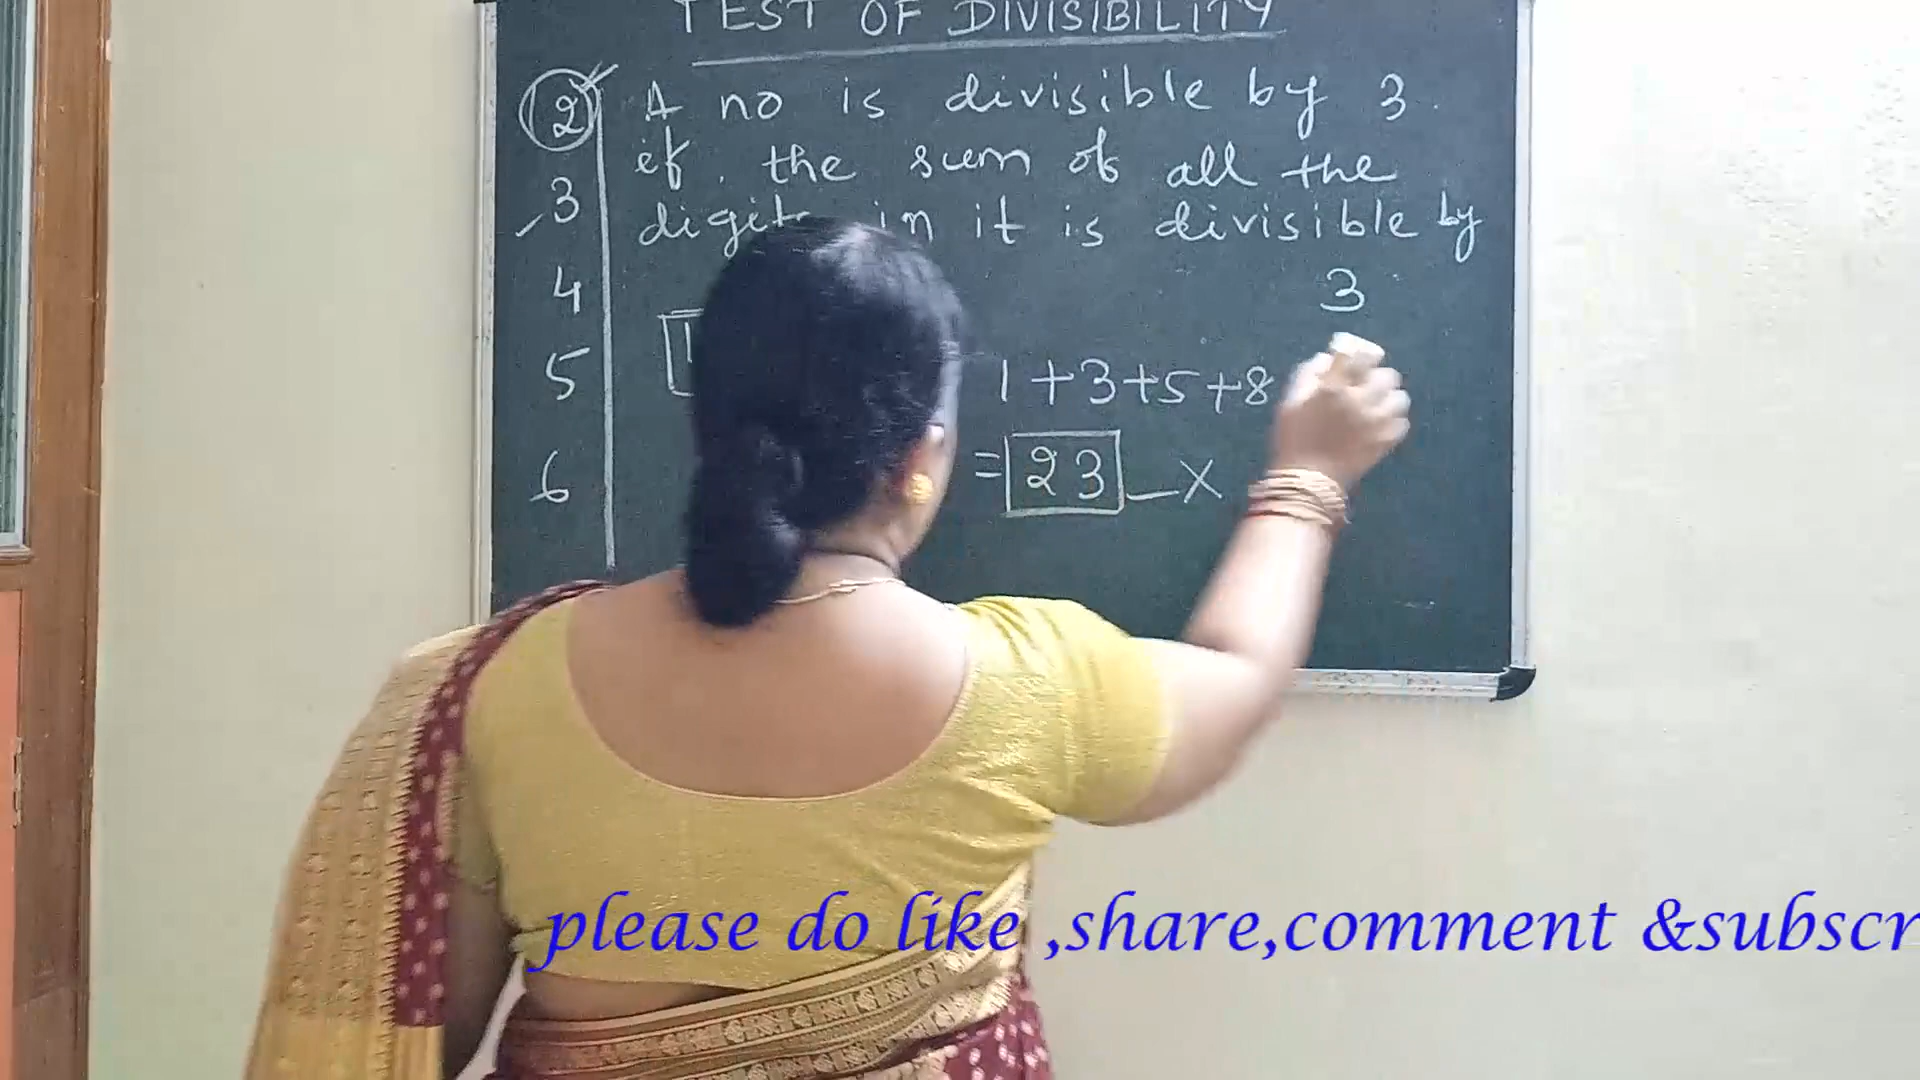 TEST OF DIVISIBILITY
2 A no is divisible by 3.
if. the sum of all the
3
digits in it is divisible by
4 3
5 1+3+5+8
6 =23 X
please do like ,share,comment &subscr